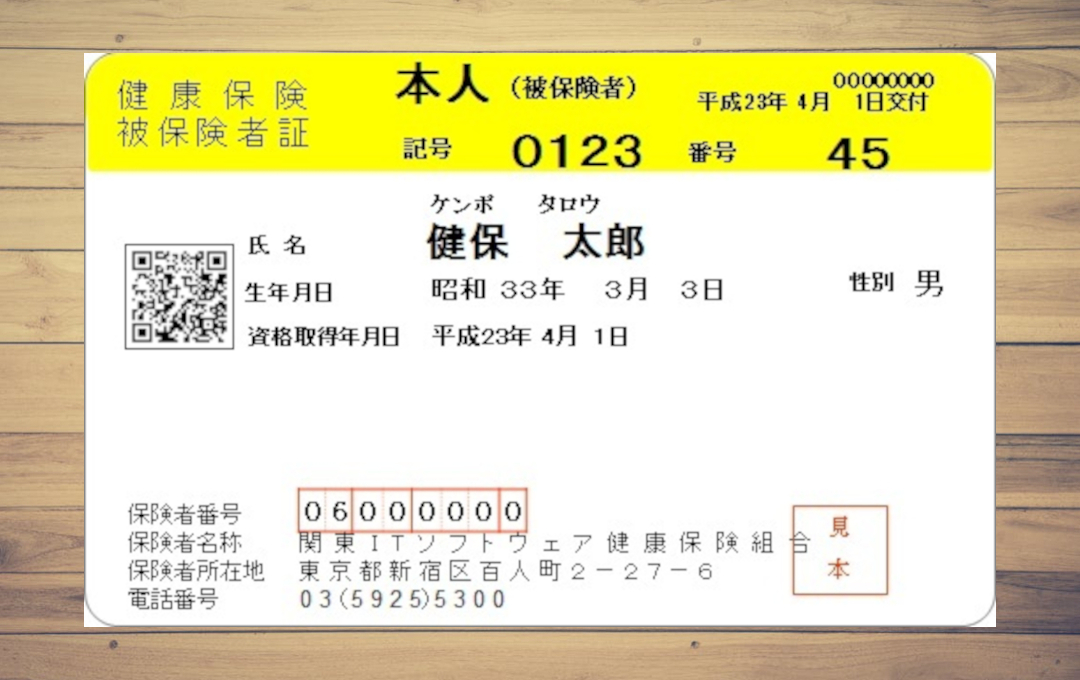 健康保険
被保険者証
本人（被保険者）
00000000
平成23年 4月 1日交付
記号 0123 番号 45
ケンポ タロウ
氏名 健保 太郎
生年月日 昭和 33年 3月 3日 性別 男
資格取得年月日 平成23年 4月 1日
保険者番号 06000000
保険者名称 関東ITソフトウェア健康保険組合
保険者所在地 東京都新宿区百人町2－27－6
電話番号 03(5925)5300
見本